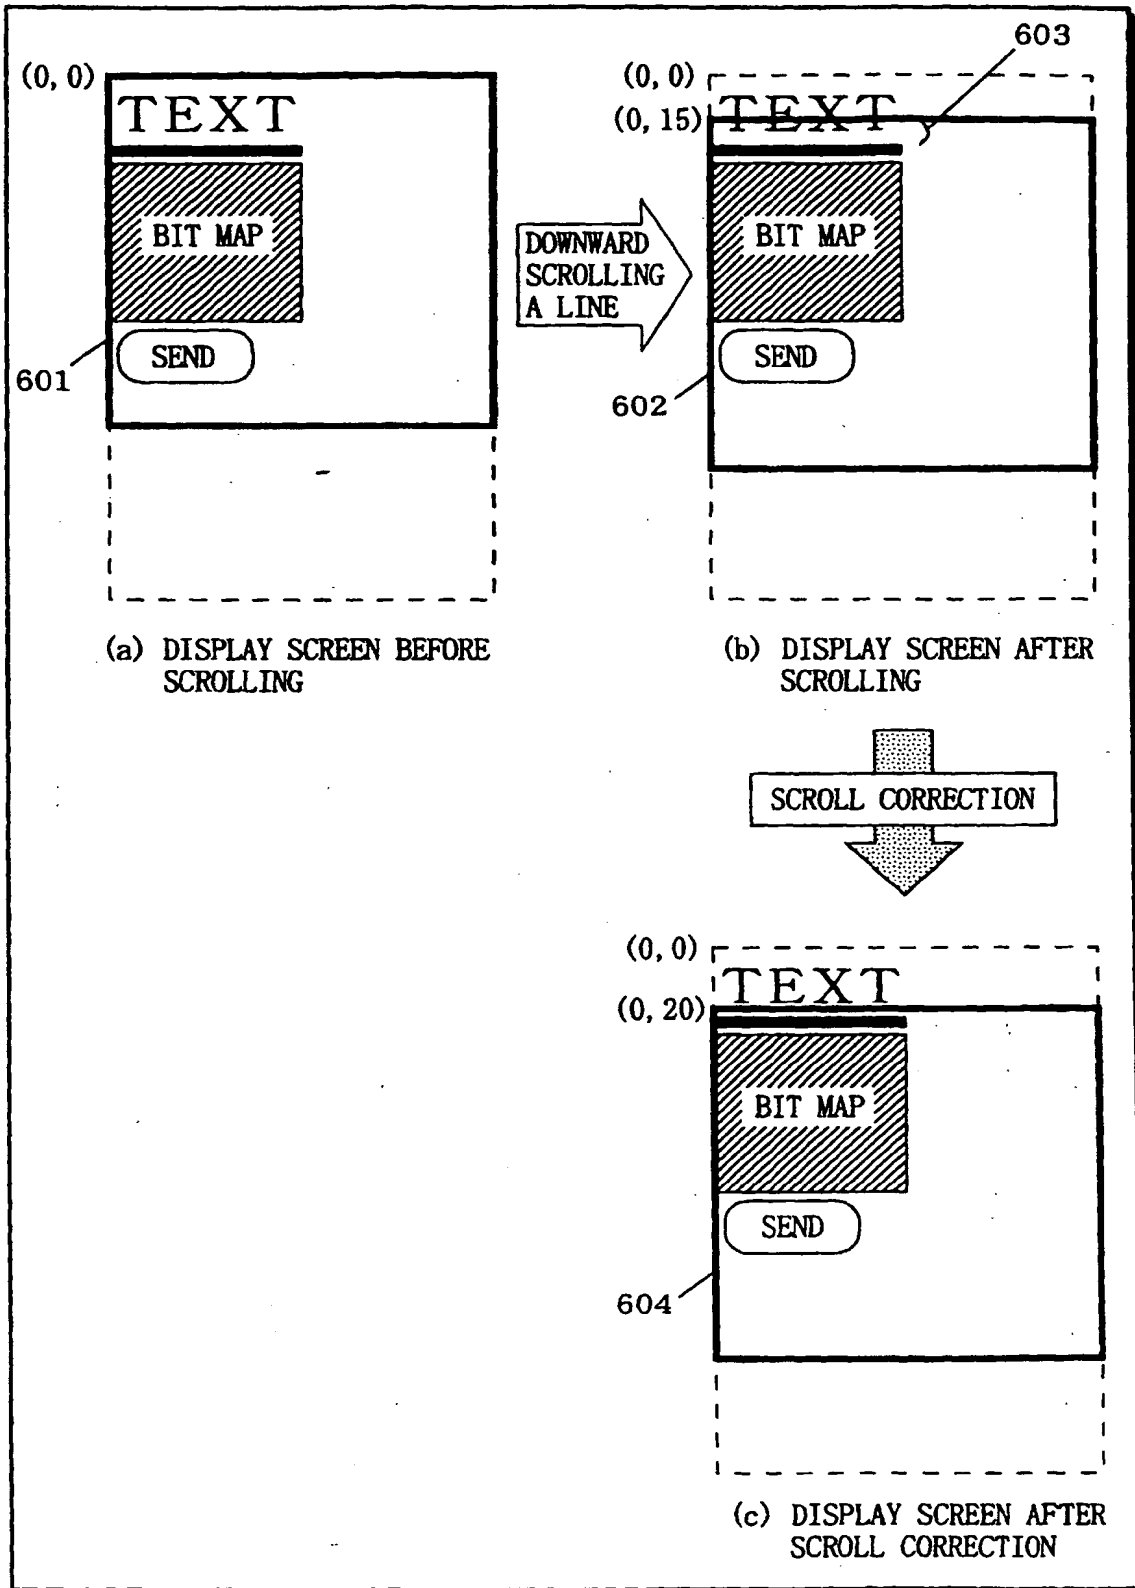 603
(0, 0)
TEXT
BIT MAP
SEND
601
DOWNWARD
SCROLLING
A LINE
(0, 0)
(0, 15)
TEXT
BIT MAP
SEND
602
(a) DISPLAY SCREEN BEFORE
SCROLLING
(b) DISPLAY SCREEN AFTER
SCROLLING
SCROLL CORRECTION
(0, 0)
TEXT
(0, 20)
BIT MAP
SEND
604
(c) DISPLAY SCREEN AFTER
SCROLL CORRECTION